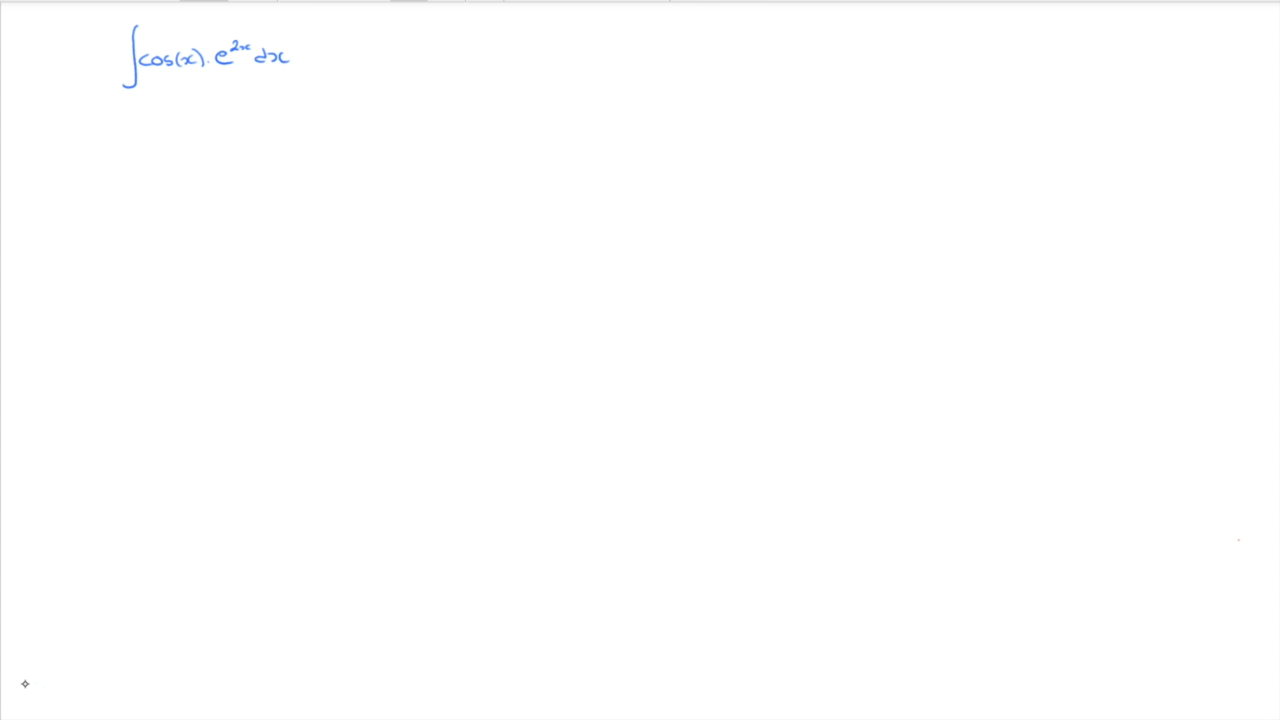 ∫cos(x).e^{2x} dx